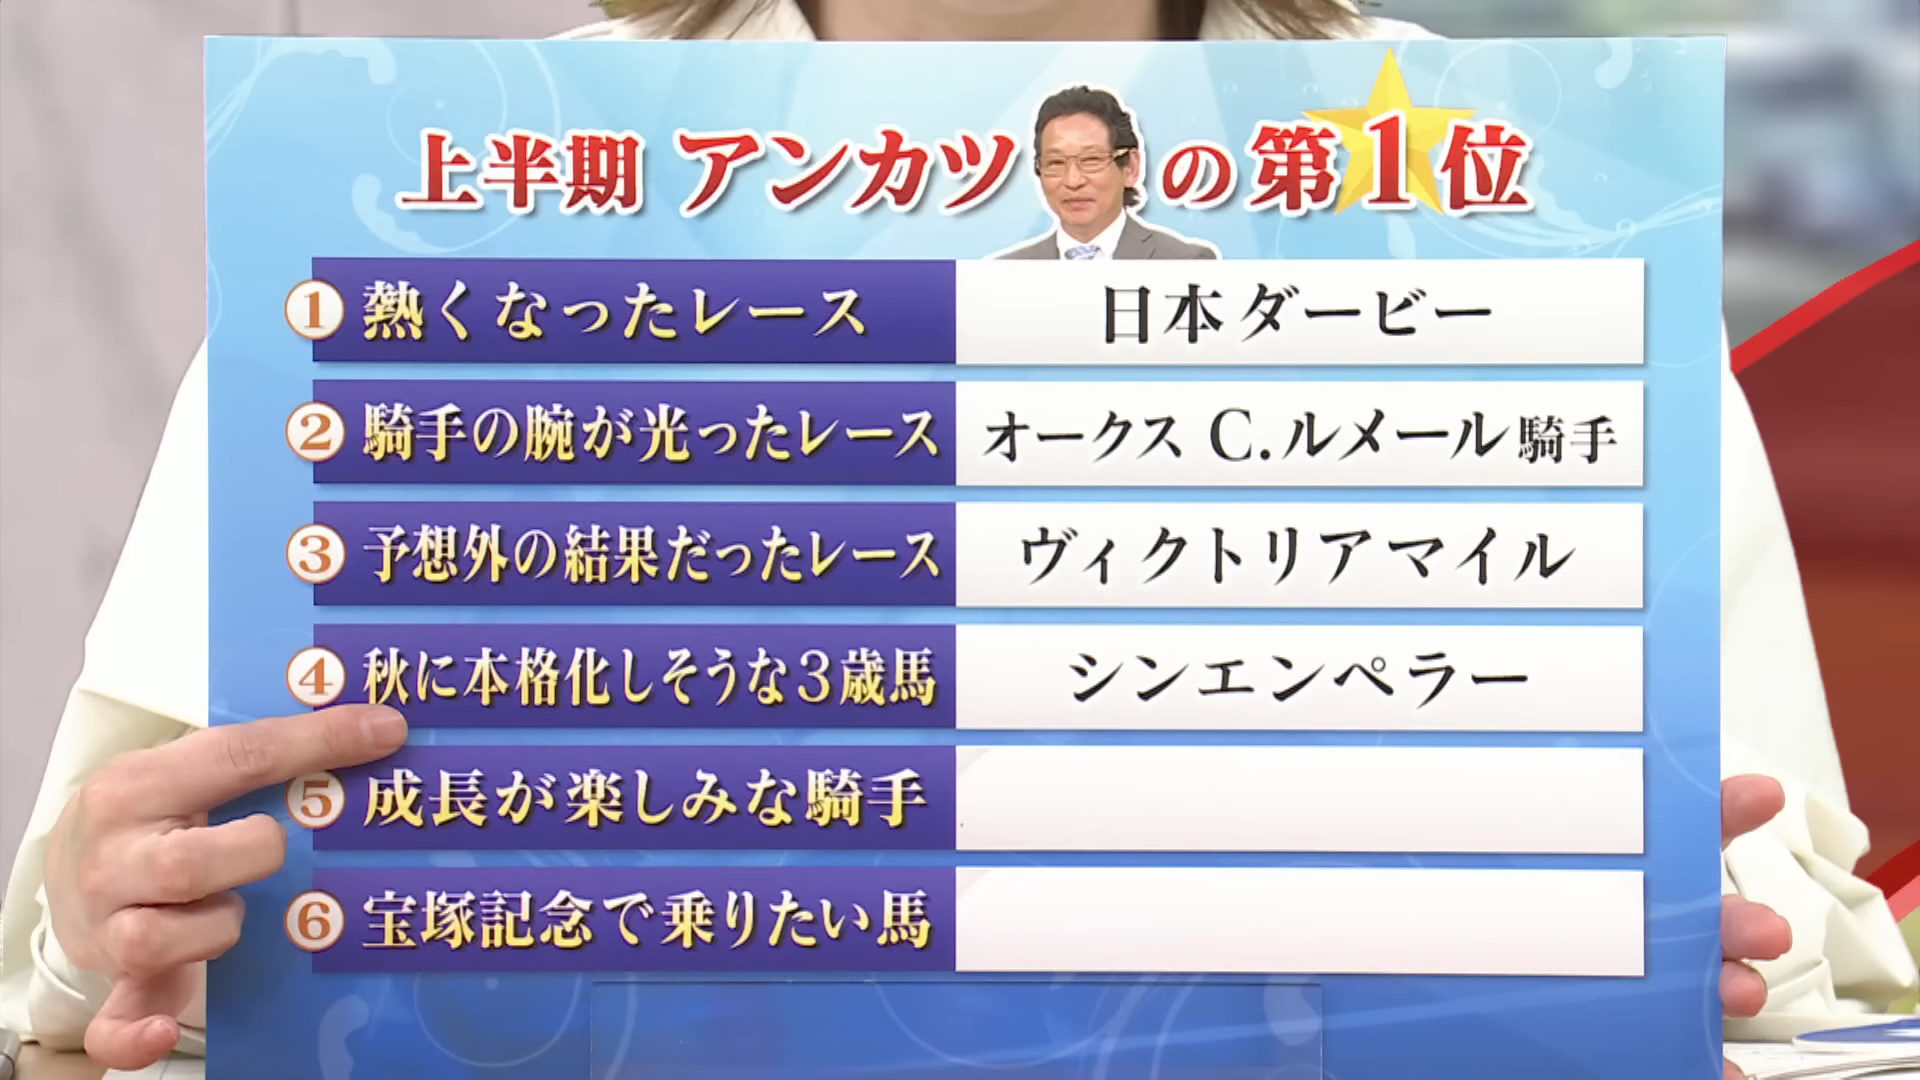 上半期 アンカツの第1位
① 熱くなったレース 日本ダービー
② 騎手の腕が光ったレース オークス C.ルメール騎手
③ 予想外の結果だったレース ヴィクトリアマイル
④ 秋に本格化しそうな3歳馬 シンエンペラー
⑤ 成長が楽しみな騎手
⑥ 宝塚記念で乗りたい馬